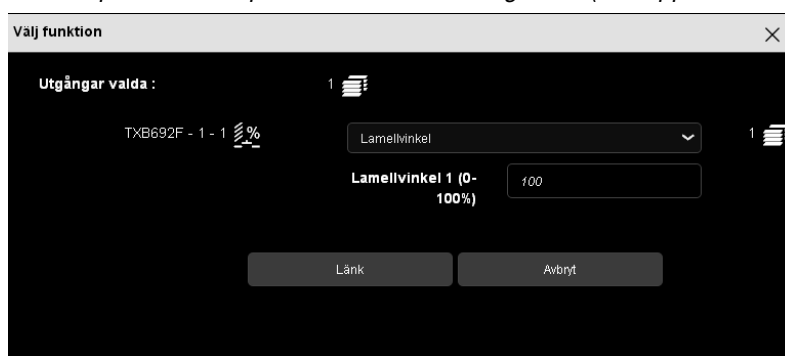 Välj funktion
Utgångar valda :
1
TXB692F - 1 - 1 %
Lamellvinkel
1
Lamellvinkel 1 (0-
100%)
100
Länk
Avbryt